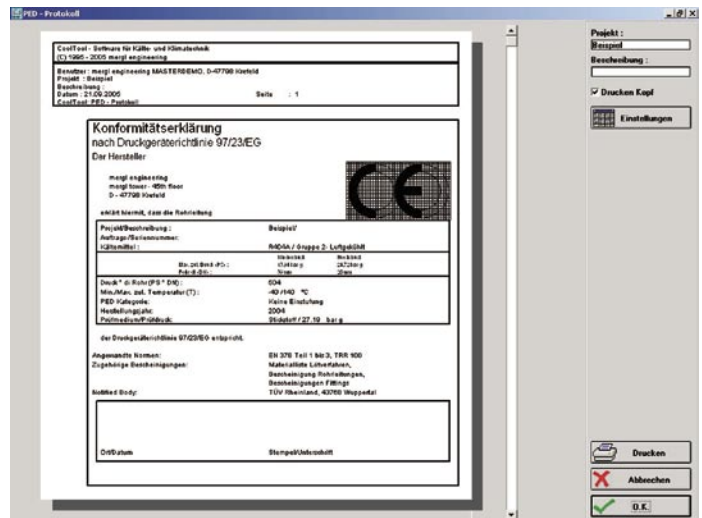 PED - Protokoll
CoolTool - Software für Kälte- und Klimatechnik
(C) 1995 - 2005 mergl engineering
Benutzer : mergl engineering MASTERDEMO, D-47798 Krefeld
Projekt : Beispiel
Beschreibung :
Datum : 21.09.2005 Seite : 1
CoolTool: PED - Protokoll
Konformitätserklärung
nach Druckgeräterichtlinie 97/23/EG
Der Hersteller
mergl engineering
mergl tower - 45th floor
D - 47798 Krefeld
CE
erklärt hiermit, dass die Rohrleitung
Projekt/Beschreibung : Beispiel/
Auftrags-/Seriennummer:
Kältemittel : R404A / Gruppe 2- Luftgekühlt
Druck * di Rohr (PS * DN) : 504
Min./Max. zul. Temperatur (T) : -40 /140 °C
PED Kategorie: Keine Einstufung
Herstellungsjahr: 2004
Prüfmedium/Prüfdruck: Stickstoff / 27.19 bar g
der Druckgeräterichtlinie 97/23/EG entspricht.
Angewandte Normen: EN 378 Teil 1 bis 3, TRR 100
Zugehörige Bescheinigungen: Materialliste Lötverfahren,
Bescheinigung Rohrleitungen,
Bescheinigungen Fittings
Notified Body: TÜV Rheinland, 43768 Wuppertal
Ort/Datum Stempel/Unterschrift
Projekt :
Beispiel
Beschreibung :
Drucken Kopf
Einstellungen
Drucken
Abbrechen
O.K.